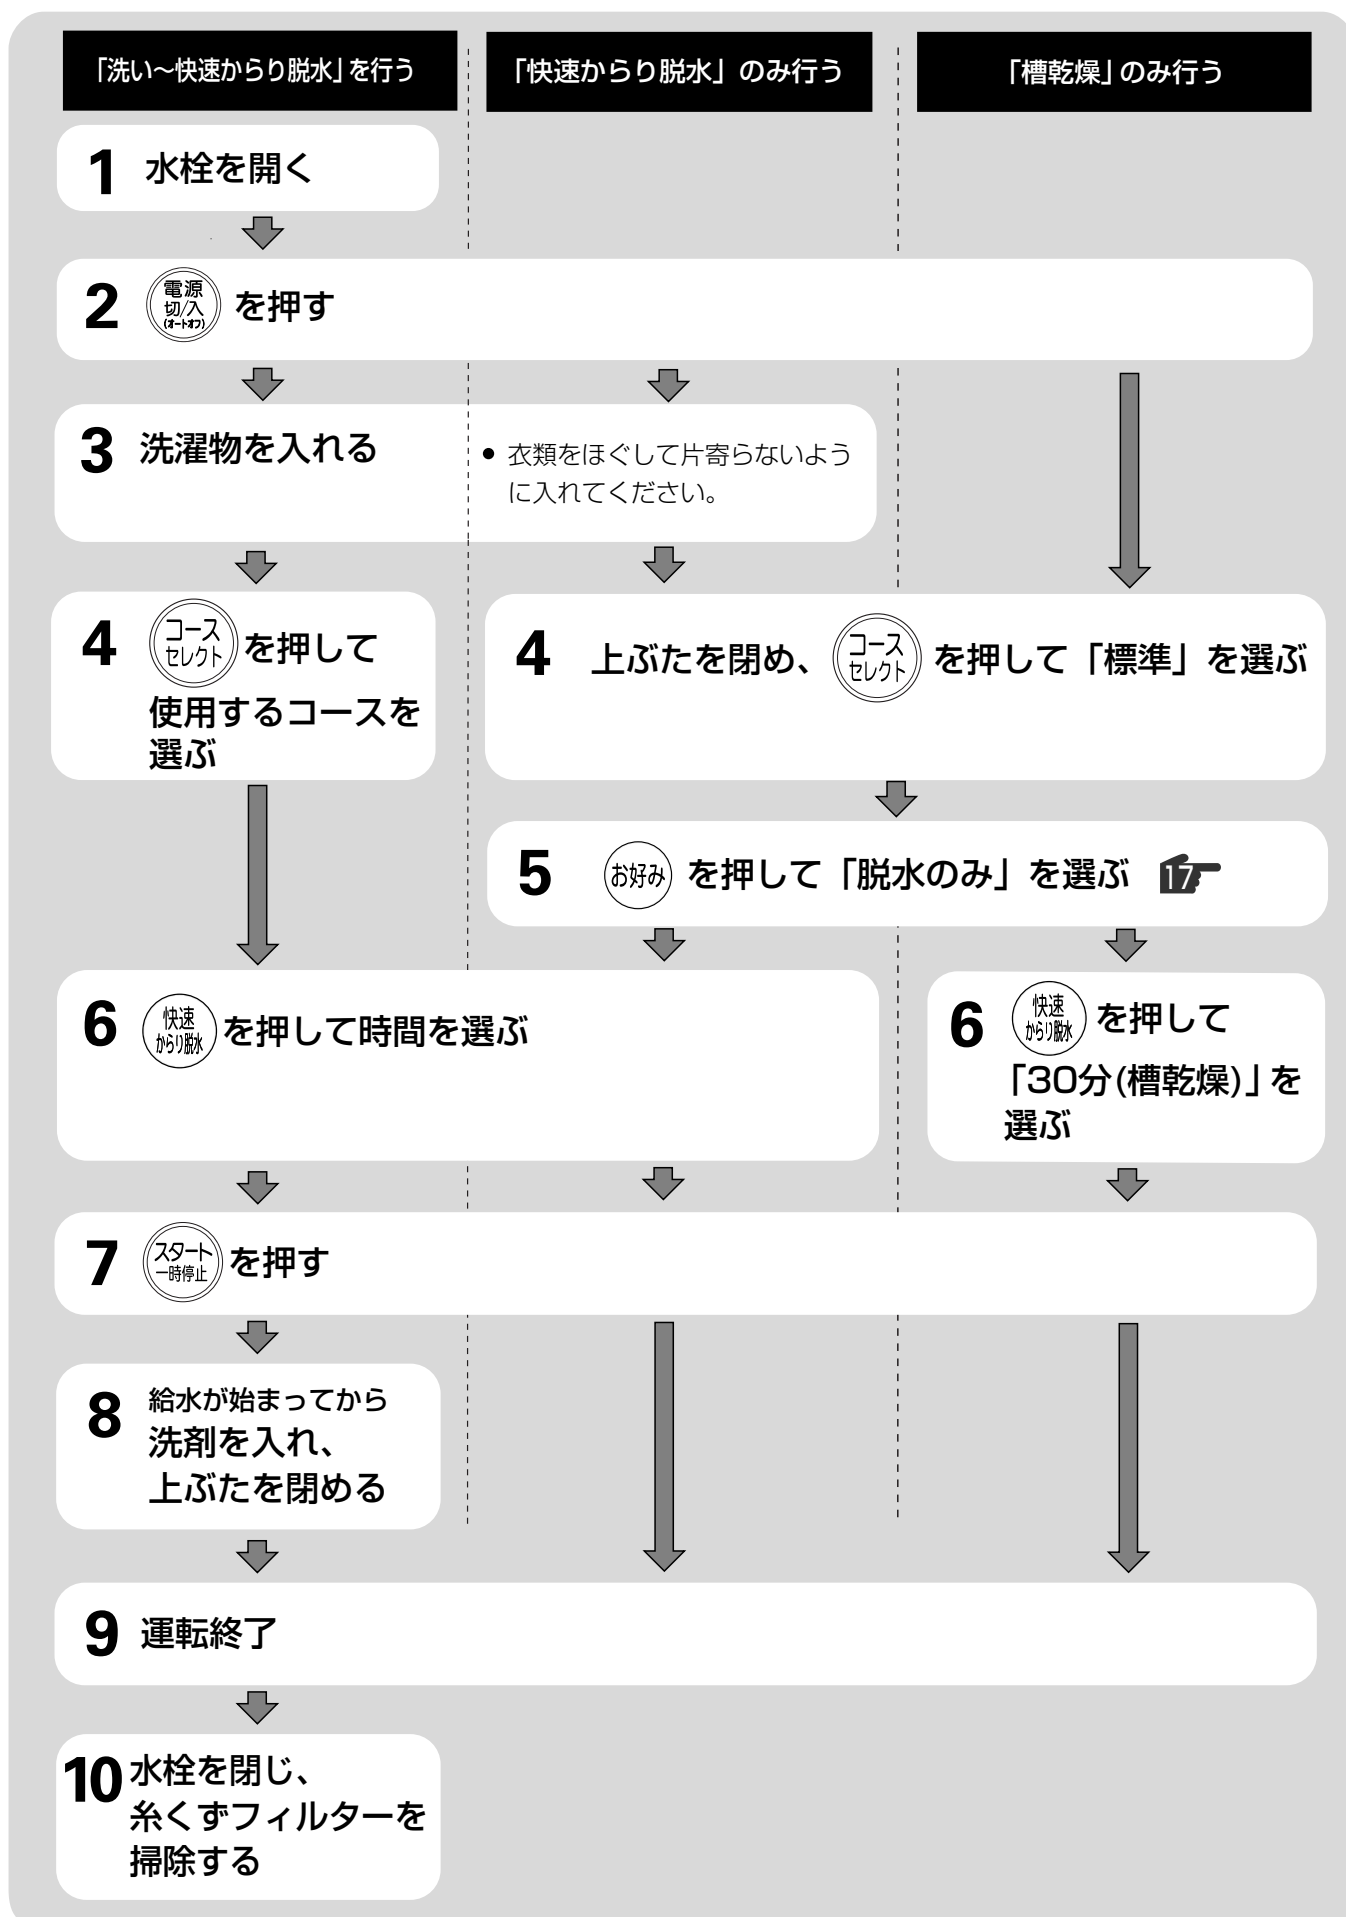 「洗い～快速からり脱水」を行う
「快速からり脱水」のみ行う
「槽乾燥」のみ行う
1 水栓を開く
2 電源
切/入
(オートオフ)
を押す
3 洗濯物を入れる
● 衣類をほぐして片寄らないよう
に入れてください。
4 コース
セレクト
を押して
使用するコースを
選ぶ
4 上ぶたを閉め、コース
セレクト
を押して「標準」を選ぶ
5 お好み を押して「脱水のみ」を選ぶ 17
6 快速
からり脱水
を押して時間を選ぶ
6 快速
からり脱水
を押して
「30分(槽乾燥)」を
選ぶ
7 スタート
一時停止
を押す
8 給水が始まってから
洗剤を入れ、
上ぶたを閉める
9 運転終了
10 水栓を閉じ、
糸くずフィルターを
掃除する